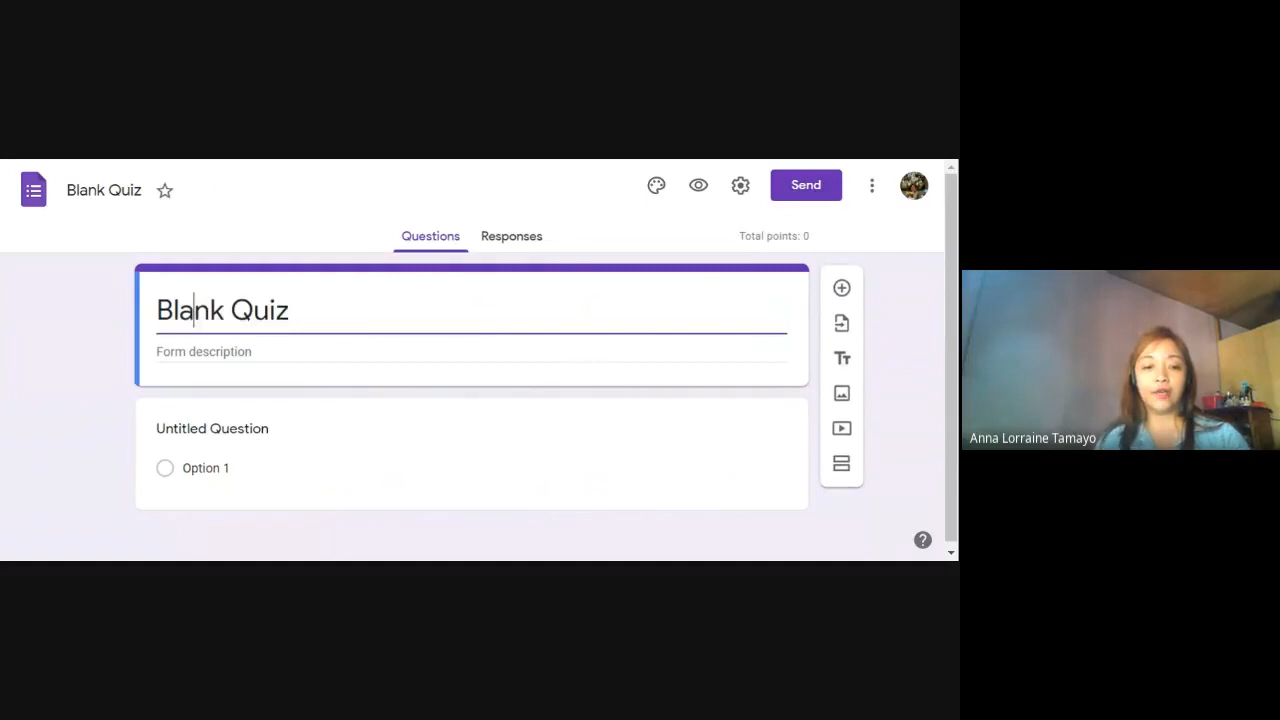 Blank Quiz
Send
Questions
Responses
Total points: 0
Blank Quiz
Form description
Untitled Question
Option 1
Anna Lorraine Tamayo